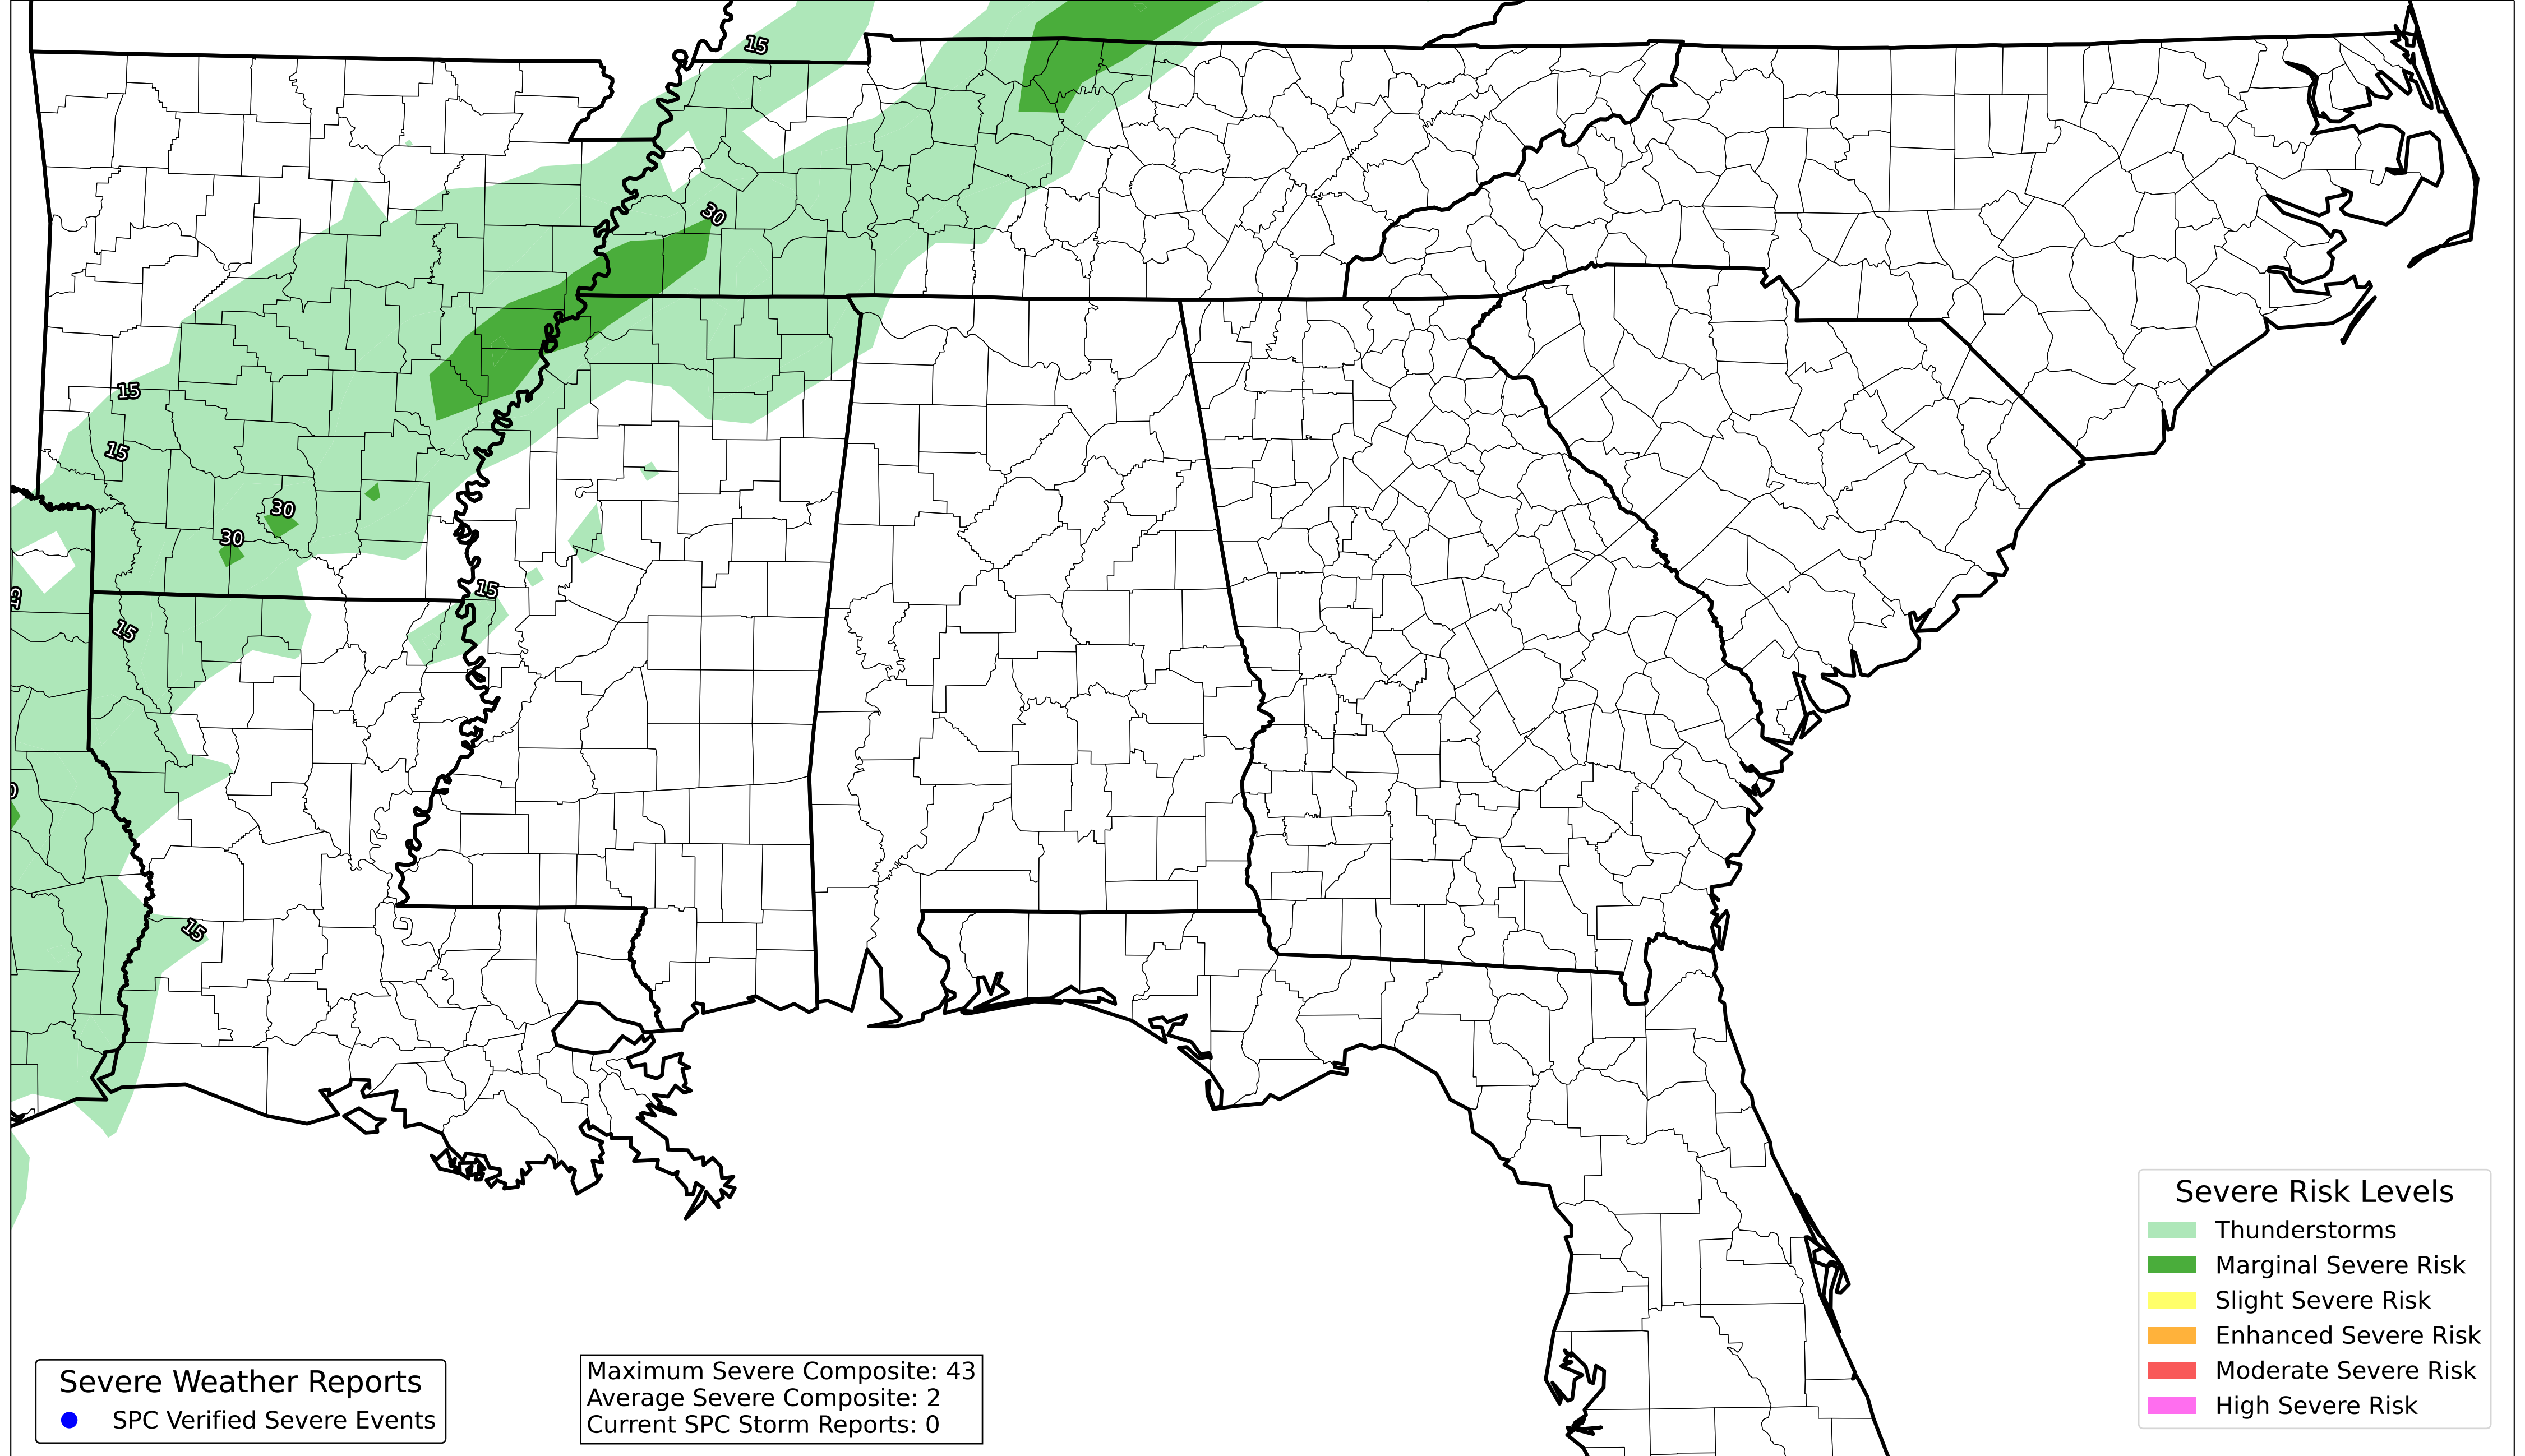 15
30
15
15
30
30
15
15
15
Severe Risk Levels
Thunderstorms
Marginal Severe Risk
Slight Severe Risk
Enhanced Severe Risk
Moderate Severe Risk
High Severe Risk
Severe Weather Reports
SPC Verified Severe Events
Maximum Severe Composite: 43
Average Severe Composite: 2
Current SPC Storm Reports: 0